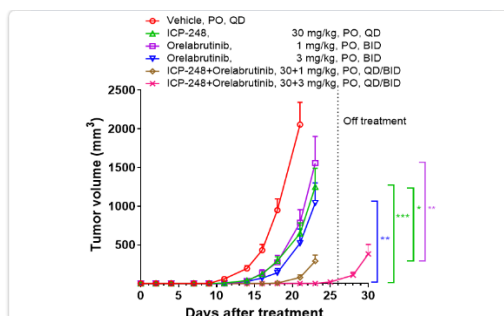 Vehicle, PO, QD
ICP-248, 30 mg/kg, PO, QD
Orelabrutinib, 1 mg/kg, PO, BID
Orelabrutinib, 3 mg/kg, PO, BID
ICP-248+Orelabrutinib, 30+1 mg/kg, PO, QD/BID
ICP-248+Orelabrutinib, 30+3 mg/kg, PO, QD/BID
Off treatment
Tumor volume (mm³)
2500
2000
1500
1000
500
0 5 10 15 20 25 30
Days after treatment
** *** * **